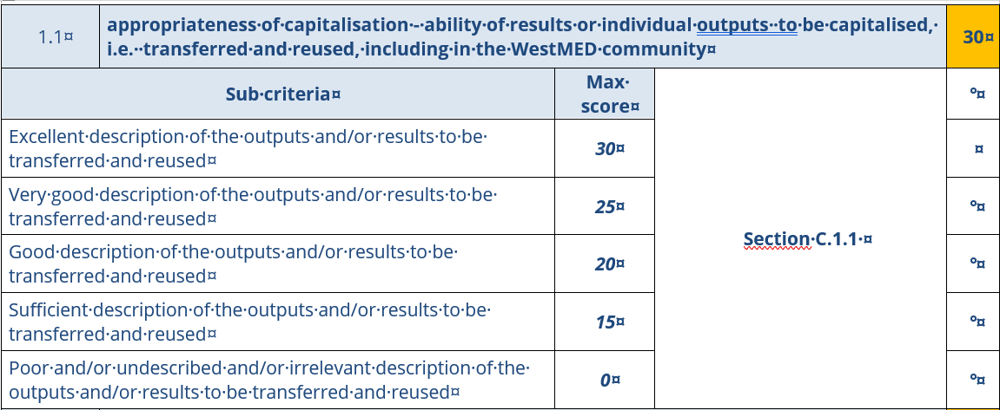 1.1¤
appropriateness·of·capitalisation·-·ability·of·results·or·individual·outputs··to·be·capitalised,·
i.e.··transferred·and·reused,·including·in·the·WestMED·community¤
30¤
Sub·criteria¤
Max·
score¤
°¤
Excellent·description·of·the·outputs·and/or·results·to·be·
transferred·and·reused¤
30¤
¤
Very·good·description·of·the·outputs·and/or·results·to·be·
transferred·and·reused¤
25¤
°¤
Good·description·of·the·outputs·and/or·results·to·be·
transferred·and·reused¤
20¤
Section·C.1.1·¤
°¤
Sufficient·description·of·the·outputs·and/or·results·to·be·
transferred·and·reused¤
15¤
°¤
Poor·and/or·undescribed·and/or·irrelevant·description·of·the·
outputs·and/or·results·to·be·transferred·and·reused¤
0¤
°¤